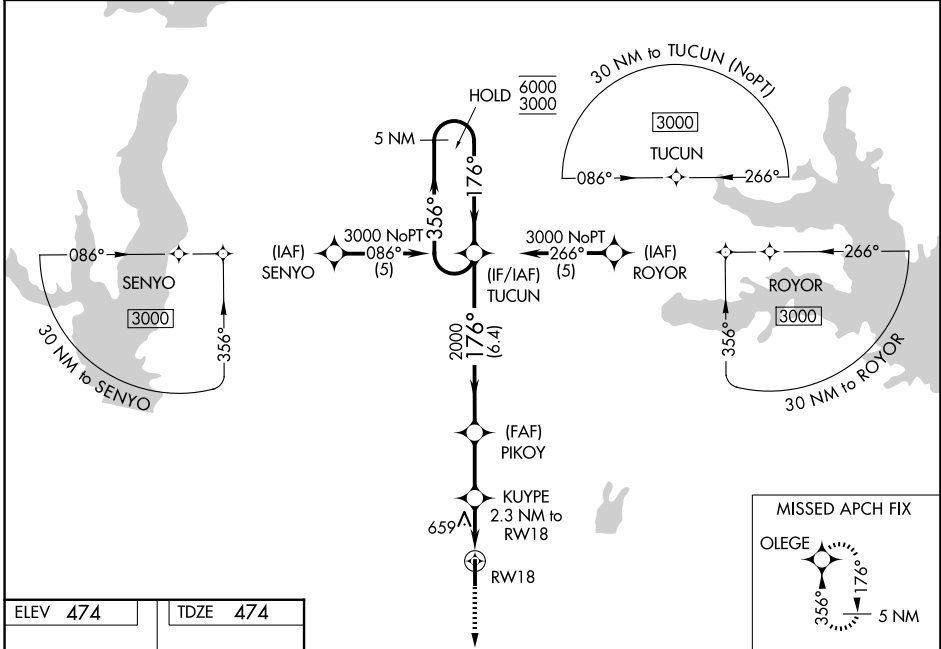 30 NM to TUCUN (NoPT)
HOLD
6000
3000
3000
5 NM
TUCUN
086°
266°
356°
176°
086°
SENYO
3000
356°
30 NM to SENYO
(IAF)
SENYO
3000 NoPT
086°
(5)
3000 NoPT
266°
(5)
(IAF)
ROYOR
(IF/IAF)
TUCUN
266°
ROYOR
3000
356°
30 NM to ROYOR
2000
176°
(6.4)
(FAF)
PIKOY
KUYPE
2.3 NM to
RW18
659
RW18
MISSED APCH FIX
OLEGE
356°
176°
5 NM
ELEV 474
TDZE 474